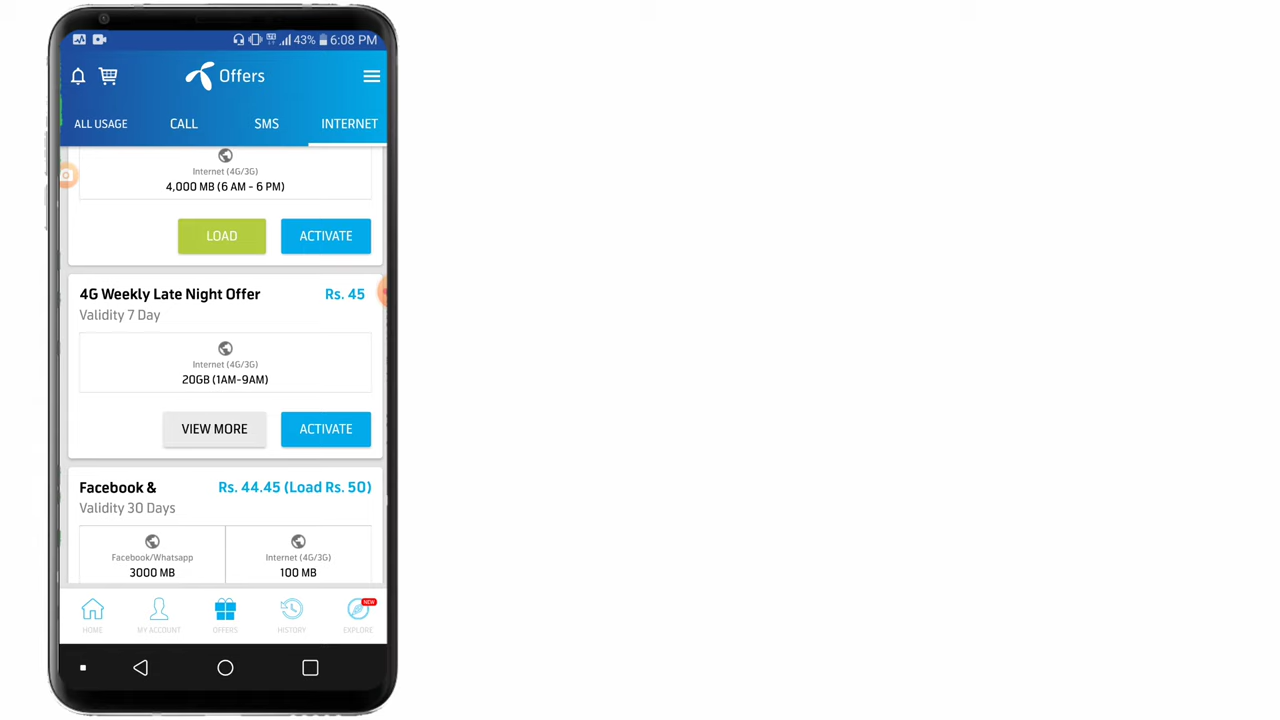 43% 6:08 PM
Offers
ALL USAGE CALL SMS INTERNET
Internet (4G/3G)
4,000 MB (6 AM - 6 PM)
LOAD ACTIVATE
4G Weekly Late Night Offer Rs. 45
Validity 7 Day
Internet (4G/3G)
20GB (1AM-9AM)
VIEW MORE ACTIVATE
Facebook & Rs. 44.45 (Load Rs. 50)
Validity 30 Days
Facebook/Whatsapp Internet (4G/3G)
3000 MB 100 MB
NEW
HOME MY ACCOUNT OFFERS HISTORY EXPLORE